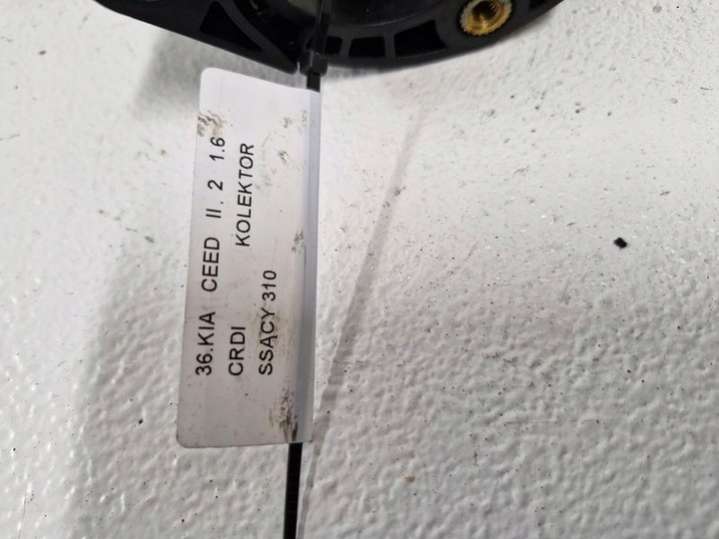 36.KIA CEED II. 2 1.6
CRDI KOLEKTOR
SSĄCY 310